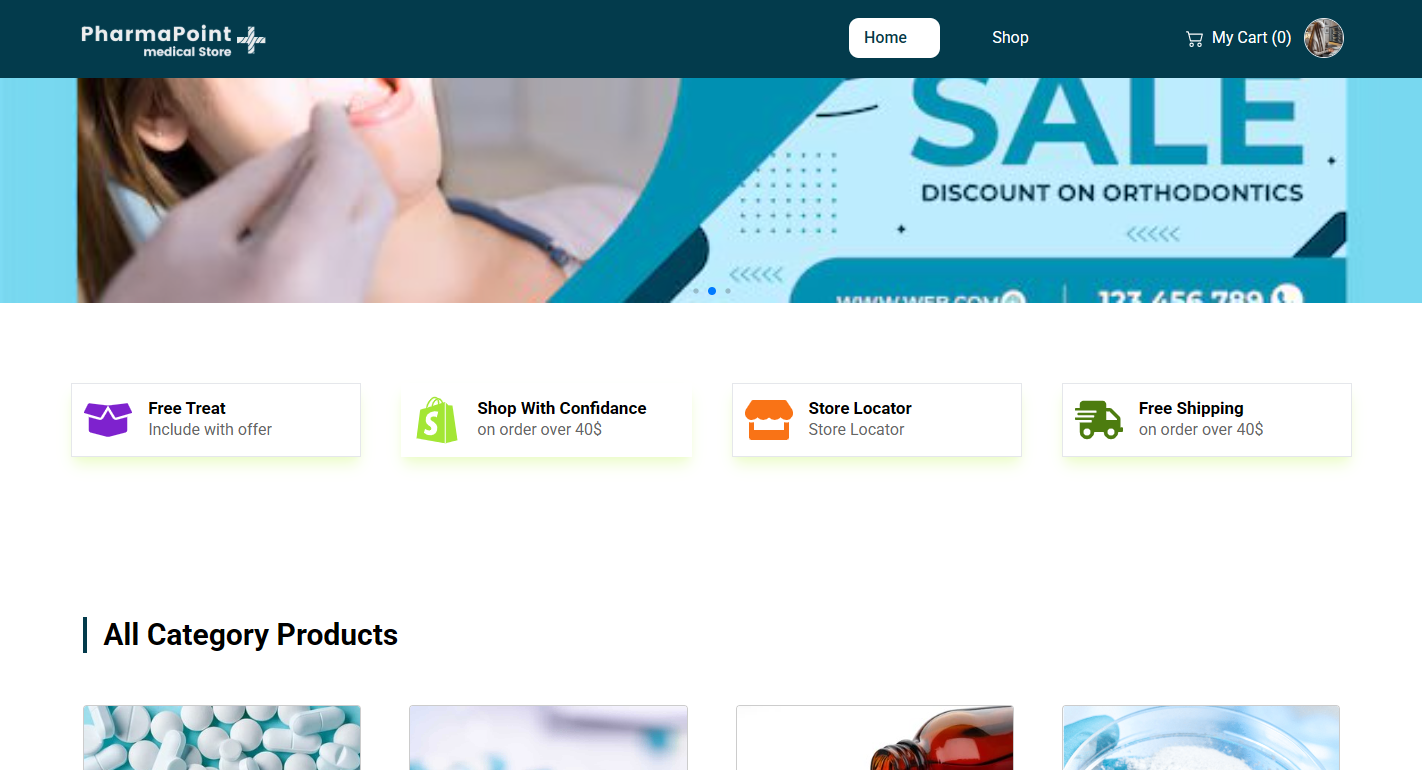 PharmaPoint
medical Store
Home
Shop
My Cart (0)
SALE
DISCOUNT ON ORTHODONTICS
WWW.WEB.COM
123 456 789
Free Treat
Include with offer
Shop With Confidance
on order over 40$
Store Locator
Store Locator
Free Shipping
on order over 40$
All Category Products